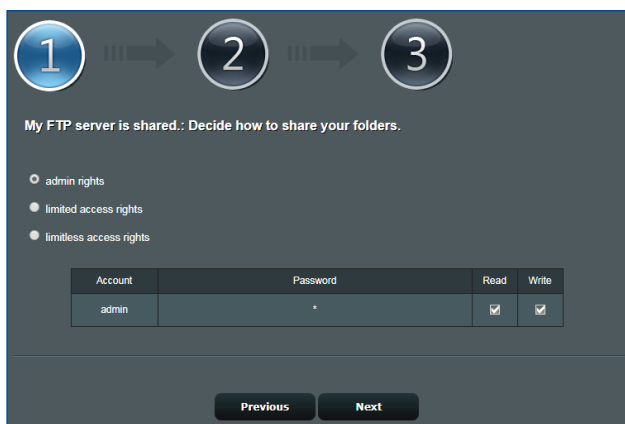 1 2 3
My FTP server is shared.: Decide how to share your folders.
admin rights
limited access rights
limitless access rights
Account Password Read Write
admin *
Previous Next